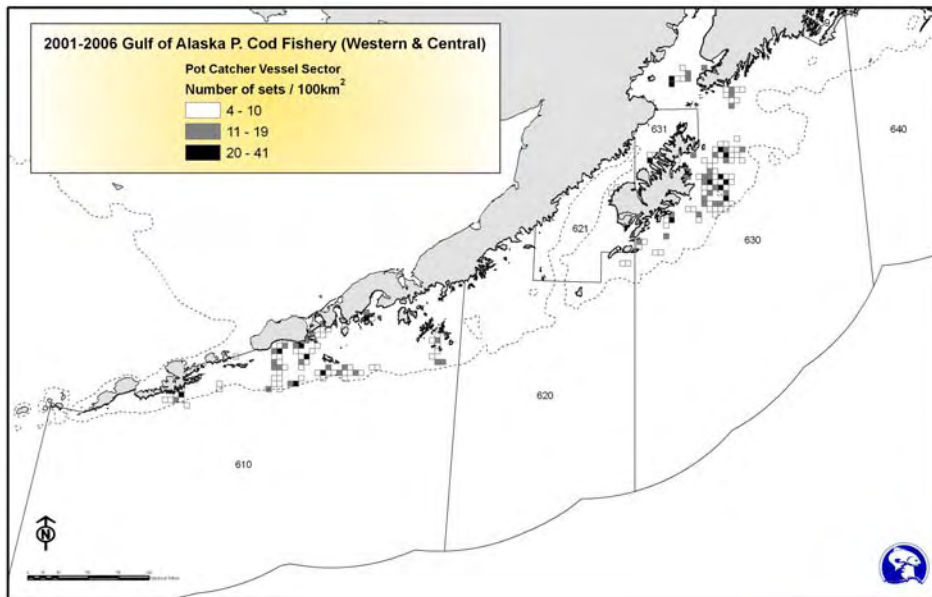 2001-2006 Gulf of Alaska P. Cod Fishery (Western & Central)
Pot Catcher Vessel Sector
Number of sets / 100km²
4 - 10
11 - 19
20 - 41
631
640
621
630
620
610
N